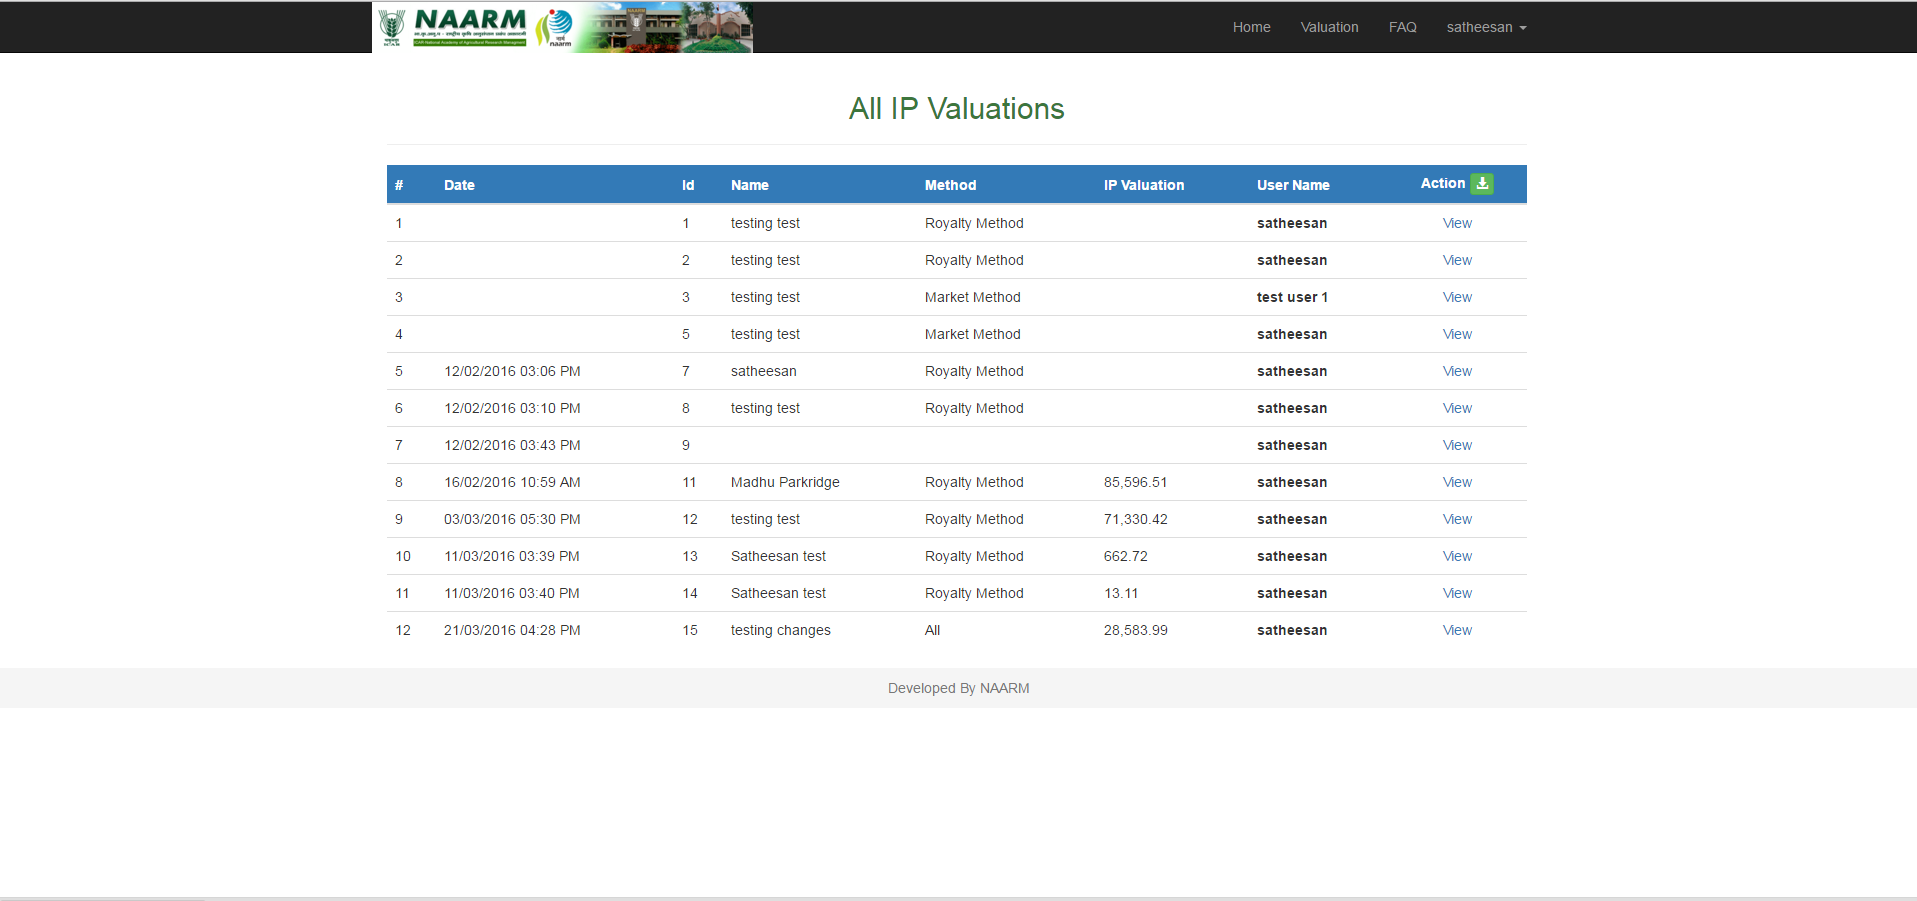 NAARM
ICAR-National Academy of Agricultural Research Management
naarm
Home Valuation FAQ satheesan
All IP Valuations
# Date Id Name Method IP Valuation User Name Action
1 1 testing test Royalty Method satheesan View
2 2 testing test Royalty Method satheesan View
3 3 testing test Market Method test user 1 View
4 5 testing test Market Method satheesan View
5 12/02/2016 03:06 PM 7 satheesan Royalty Method satheesan View
6 12/02/2016 03:10 PM 8 testing test Royalty Method satheesan View
7 12/02/2016 03:43 PM 9 satheesan View
8 16/02/2016 10:59 AM 11 Madhu Parkridge Royalty Method 85,596.51 satheesan View
9 03/03/2016 05:30 PM 12 testing test Royalty Method 71,330.42 satheesan View
10 11/03/2016 03:39 PM 13 Satheesan test Royalty Method 662.72 satheesan View
11 11/03/2016 03:40 PM 14 Satheesan test Royalty Method 13.11 satheesan View
12 21/03/2016 04:28 PM 15 testing changes All 28,583.99 satheesan View
Developed By NAARM